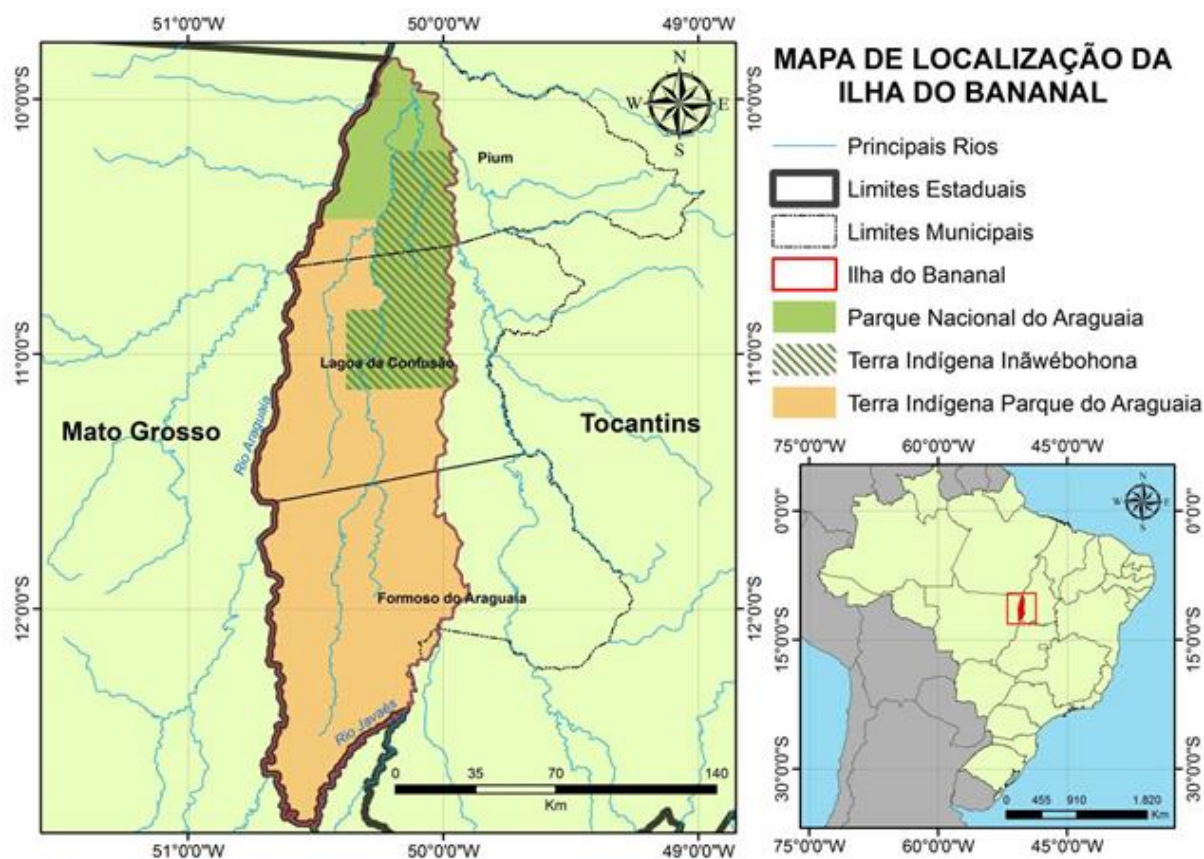 51°0'0"W
50°0'0"W
49°0'0"W
10°0'0"S
11°0'0"S
12°0'0"S
N
W
E
S
Pium
Lagoa da Confusão
Mato Grosso
Tocantins
Rio Araguaia
Formoso do Araguaia
Rio Javaés
0 35 70 140
Km
10°0'0"S
11°0'0"S
12°0'0"S
51°0'0"W
50°0'0"W
49°0'0"W
MAPA DE LOCALIZAÇÃO DA
ILHA DO BANANAL
Principais Rios
Limites Estaduais
Limites Municipais
Ilha do Bananal
Parque Nacional do Araguaia
Terra Indígena Inãwébohona
Terra Indígena Parque do Araguaia
75°0'0"W
60°0'0"W
45°0'0"W
N
W
E
S
0°0'0"
15°0'0"S
30°0'0"S
0 455 910 1.820
Km
0°0'0"
15°0'0"S
30°0'0"S
75°0'0"W
60°0'0"W
45°0'0"W